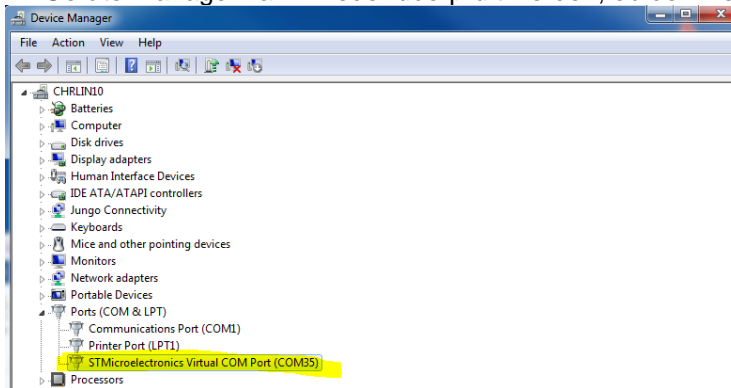 Device Manager
File Action View Help
CHRLIN10
Batteries
Computer
Disk drives
Display adapters
Human Interface Devices
IDE ATA/ATAPI controllers
Jungo Connectivity
Keyboards
Mice and other pointing devices
Monitors
Network adapters
Portable Devices
Ports (COM & LPT)
Communications Port (COM1)
Printer Port (LPT1)
STMicroelectronics Virtual COM Port (COM35)
Processors